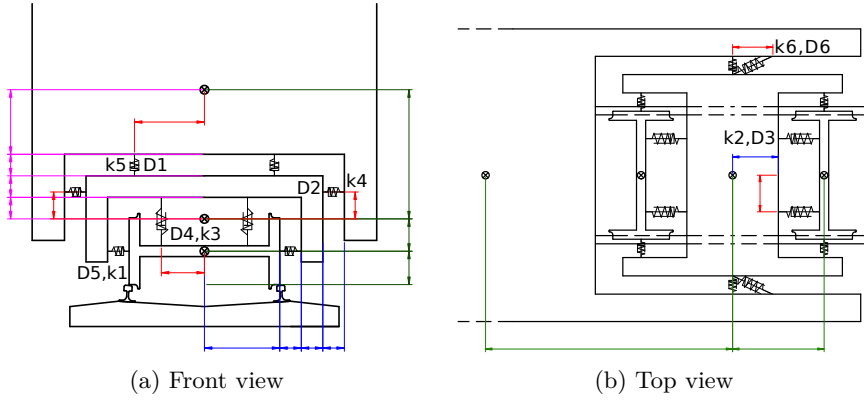 k5 D1
D2 k4
D4,k3
D5,k1
(a) Front view
k6,D6
k2,D3
(b) Top view